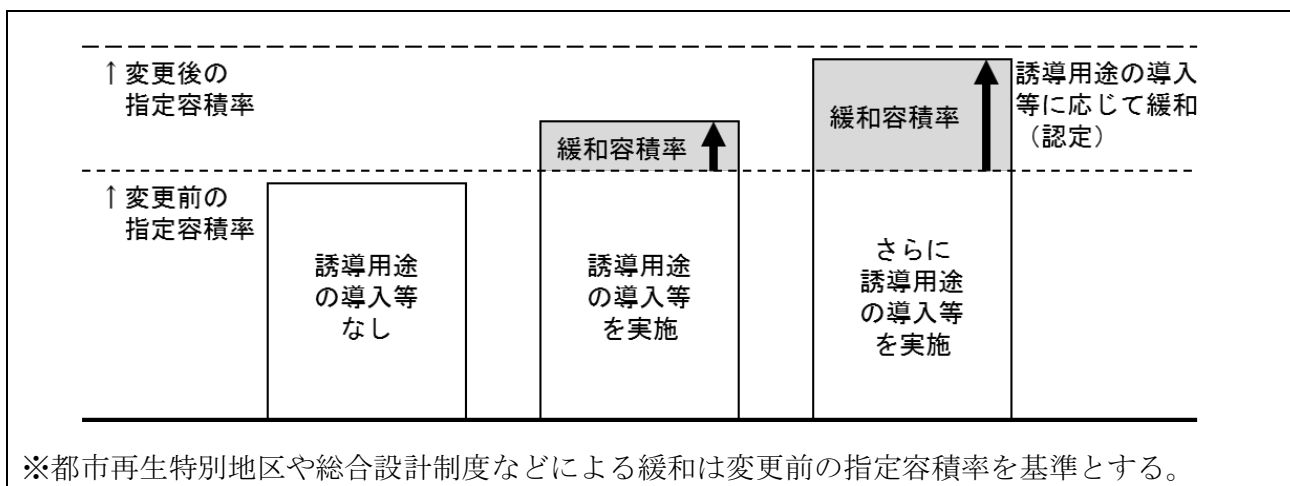 ↑変更後の
指定容積率
緩和容積率
緩和容積率
誘導用途の導入
等に応じて緩和
（認定）
↑変更前の
指定容積率
誘導用途
の導入等
なし
誘導用途
の導入等
を実施
さらに
誘導用途
の導入等
を実施
※都市再生特別地区や総合設計制度などによる緩和は変更前の指定容積率を基準とする。